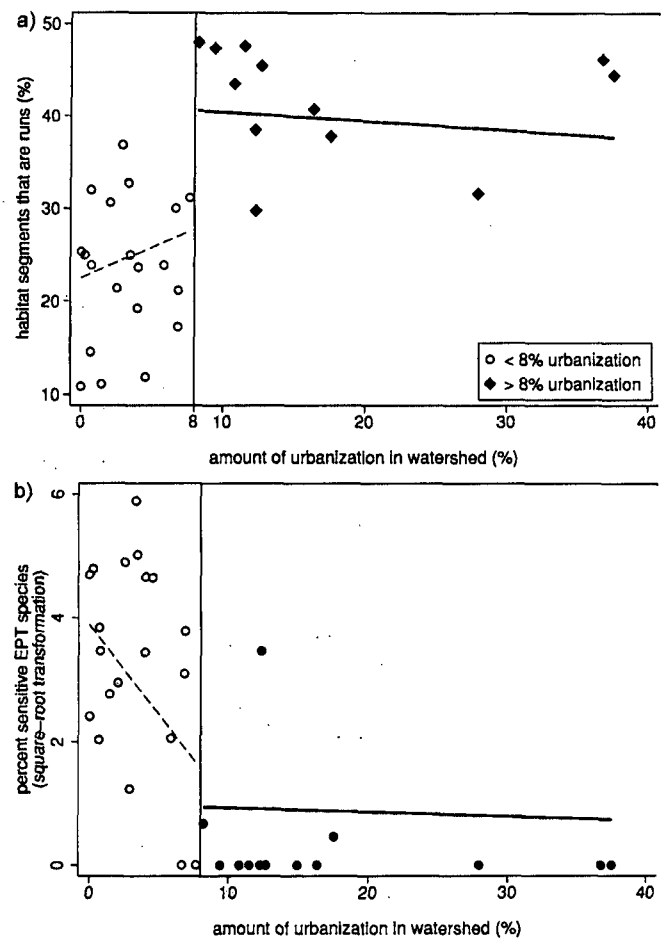 a)
habitat segments that are runs (%)
50
40
30
20
10
○ < 8% urbanization
◆ > 8% urbanization
0 8 10 20 30 40
amount of urbanization in watershed (%)
b)
percent sensitive EPT species
(square-root transformation)
6
4
2
0
0 10 20 30 40
amount of urbanization in watershed (%)